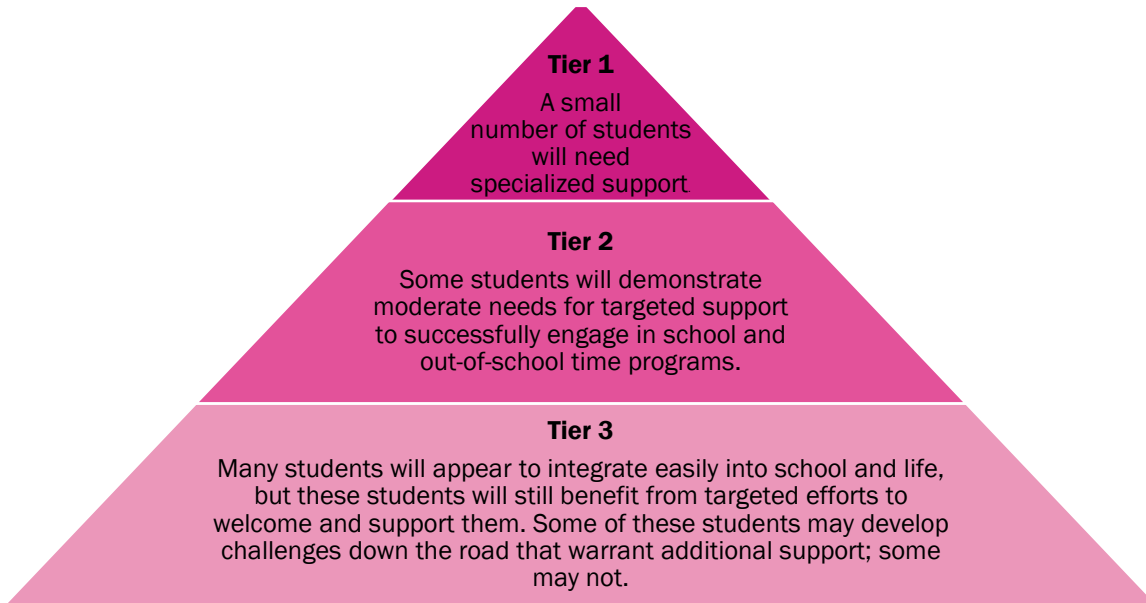 Tier 1
A small
number of students
will need
specialized support.
Tier 2
Some students will demonstrate
moderate needs for targeted support
to successfully engage in school and
out-of-school time programs.
Tier 3
Many students will appear to integrate easily into school and life,
but these students will still benefit from targeted efforts to
welcome and support them. Some of these students may develop
challenges down the road that warrant additional support; some
may not.